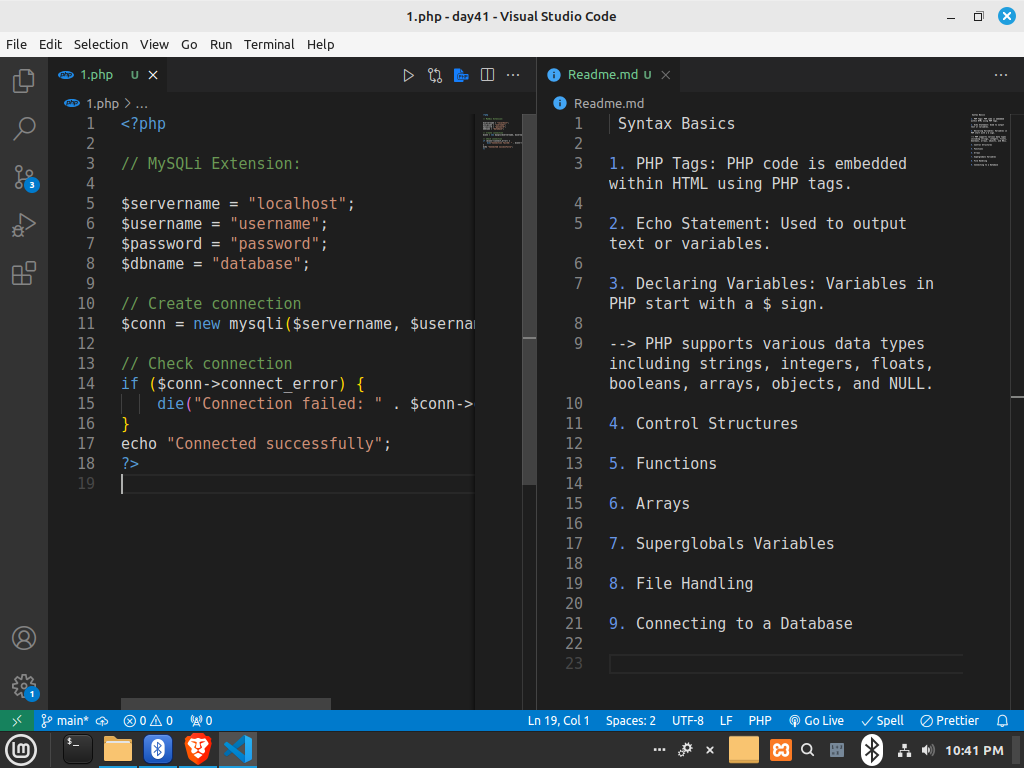 1.php - day41 - Visual Studio Code
File Edit Selection View Go Run Terminal Help
php 1.php U
php 1.php > ...
1 <?php
2
3 // MySQLi Extension:
4
5 $servername = "localhost";
6 $username = "username";
7 $password = "password";
8 $dbname = "database";
9
10 // Create connection
11 $conn = new mysqli($servername, $userna
12
13 // Check connection
14 if ($conn->connect_error) {
15 die("Connection failed: " . $conn->
16 }
17 echo "Connected successfully";
18 ?>
19
Readme.md U
Readme.md
1 Syntax Basics
2
3 1. PHP Tags: PHP code is embedded
within HTML using PHP tags.
4
5 2. Echo Statement: Used to output
text or variables.
6
7 3. Declaring Variables: Variables in
PHP start with a $ sign.
8
9 --> PHP supports various data types
including strings, integers, floats,
booleans, arrays, objects, and NULL.
10
11 4. Control Structures
12
13 5. Functions
14
15 6. Arrays
16
17 7. Superglobals Variables
18
19 8. File Handling
20
21 9. Connecting to a Database
22
23
3
1
main* 0 0 0 Ln 19, Col 1 Spaces: 2 UTF-8 LF PHP Go Live Spell Prettier
10:41 PM